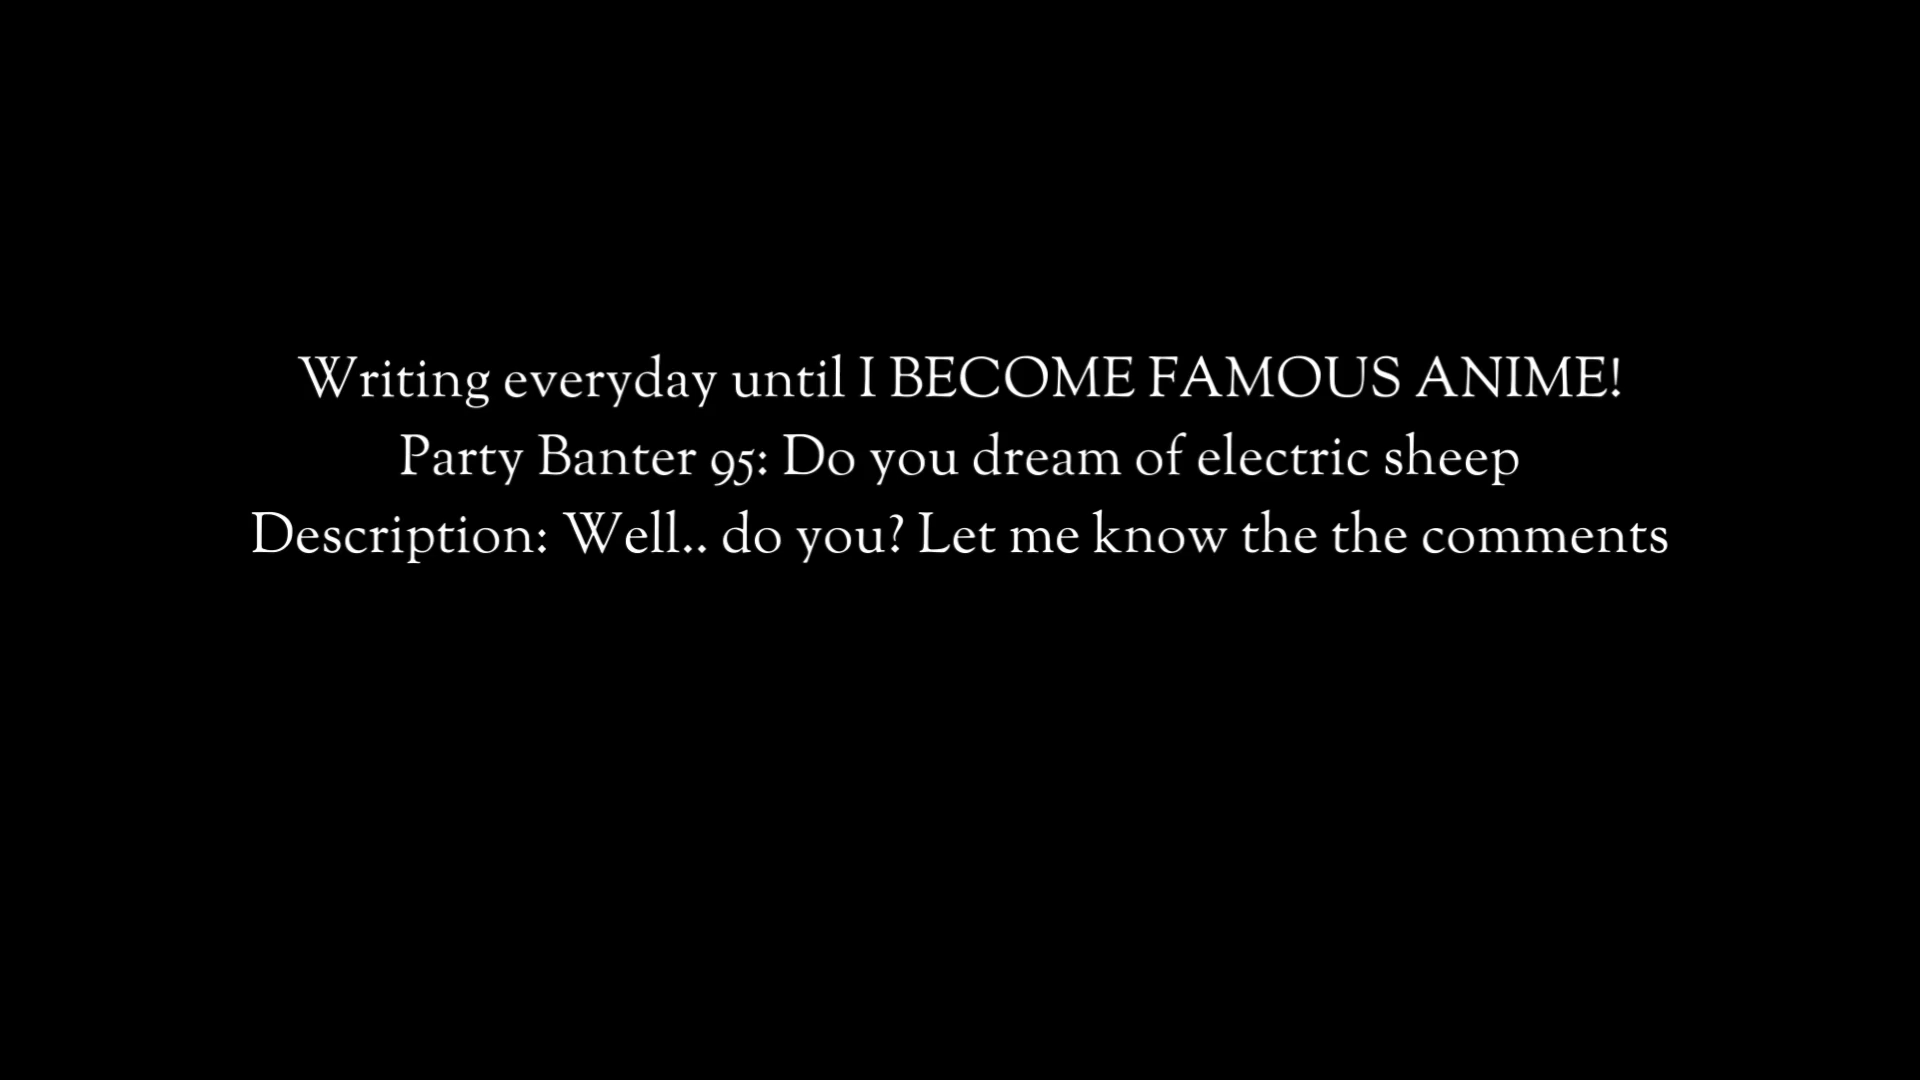 Writing everyday until I BECOME FAMOUS ANIME!
Party Banter 95: Do you dream of electric sheep
Description: Well.. do you? Let me know the the comments